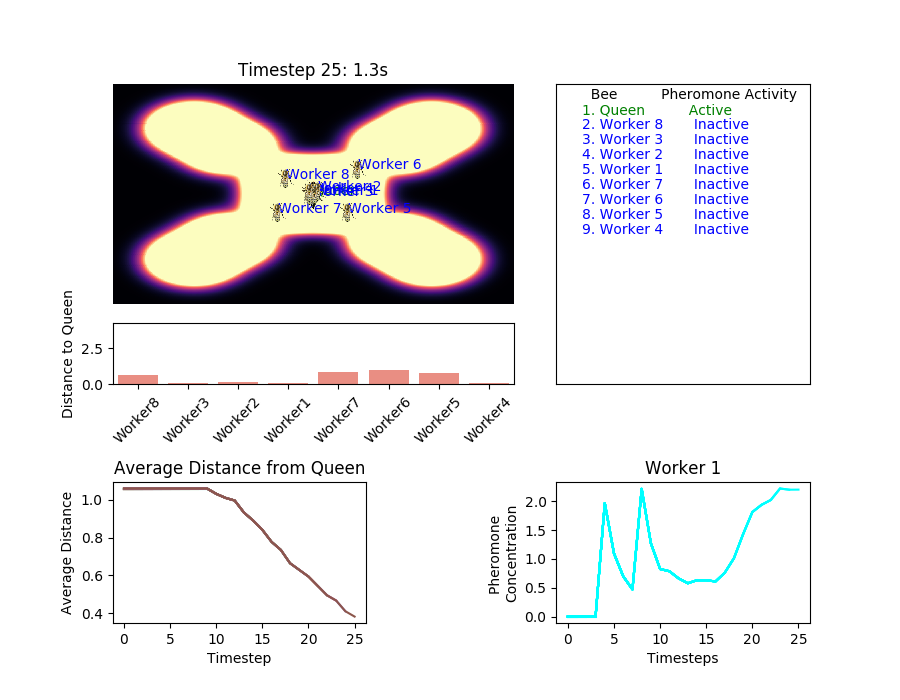 Timestep 25: 1.3s
Worker 6
Worker 8
Worker 2
Worker 7
Worker 5
Bee Pheromone Activity
1. Queen Active
2. Worker 8 Inactive
3. Worker 3 Inactive
4. Worker 2 Inactive
5. Worker 1 Inactive
6. Worker 7 Inactive
7. Worker 6 Inactive
8. Worker 5 Inactive
9. Worker 4 Inactive
Distance to Queen
2.5
0.0
Worker8
Worker3
Worker2
Worker1
Worker7
Worker6
Worker5
Worker4
Average Distance from Queen
Average Distance
1.0
0.8
0.6
0.4
0 5 10 15 20 25
Timestep
Worker 1
Pheromone
Concentration
2.0
1.5
1.0
0.5
0.0
0 5 10 15 20 25
Timesteps